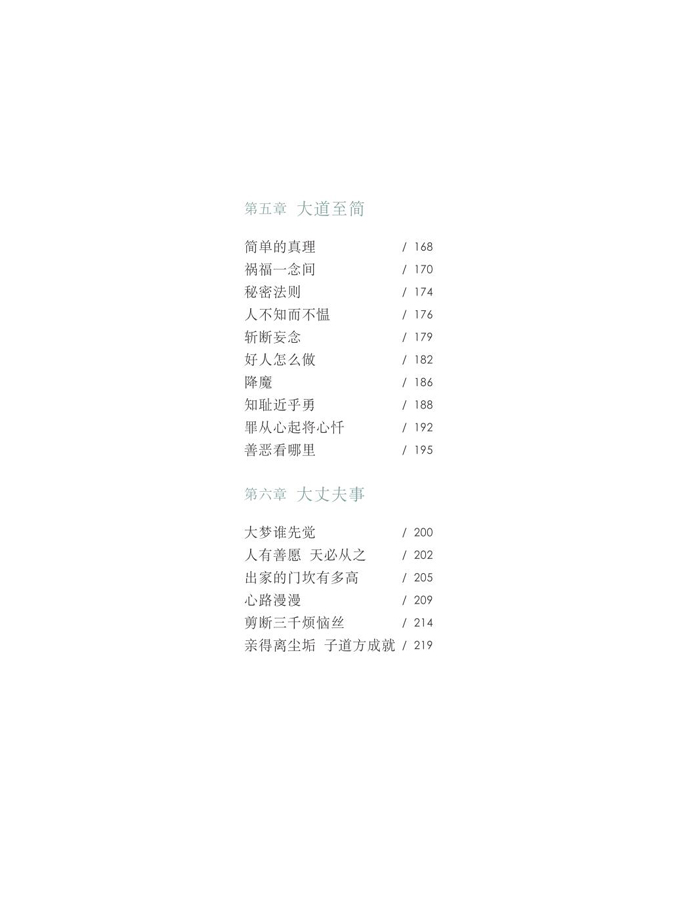 第五章 大道至简
简单的真理 / 168
祸福一念间 / 170
秘密法则 / 174
人不知而不愠 / 176
斩断妄念 / 179
好人怎么做 / 182
降魔 / 186
知耻近乎勇 / 188
罪从心起将心忏 / 192
善恶看哪里 / 195
第六章 大丈夫事
大梦谁先觉 / 200
人有善愿 天必从之 / 202
出家的门坎有多高 / 205
心路漫漫 / 209
剪断三千烦恼丝 / 214
亲得离尘垢 子道方成就 / 219